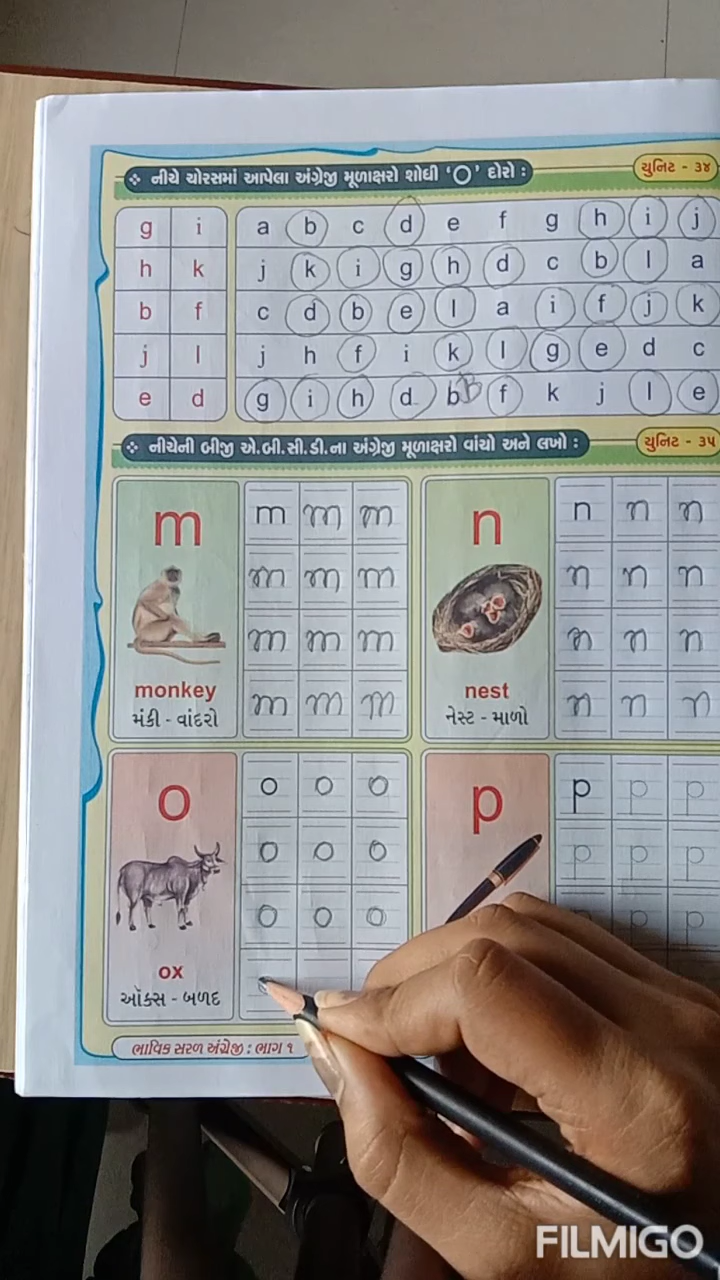 ❖ નીચે ચોરસમાં આપેલા અંગ્રેજી મૂળાક્ષરો શોધી ‘O’ દોરો :
યુનિટ - ૩૪
g i a b c d e f g h i j
h k j k i g h d c b l a
b f c d b e l a i f j k
j l j h f i k l g e d c
e d g i h d b B f k j l e
❖ નીચેની બીજી એ.બી.સી.ડી.ના અંગ્રેજી મૂળાક્ષરો વાંચો અને લખો :
યુનિટ - ૩૫
m m m m
m m m
m m m
m m m
monkey
મંકી - વાંદરો
n n n n
n n n
n n n
n n n
nest
નેસ્ટ - માળો
o o o o
o o o
o o o
ox
ઑક્સ - બળદ
p p p p
p p p
p p
ભાવિક સરળ અંગ્રેજી : ભાગ ૧
FILMIGO